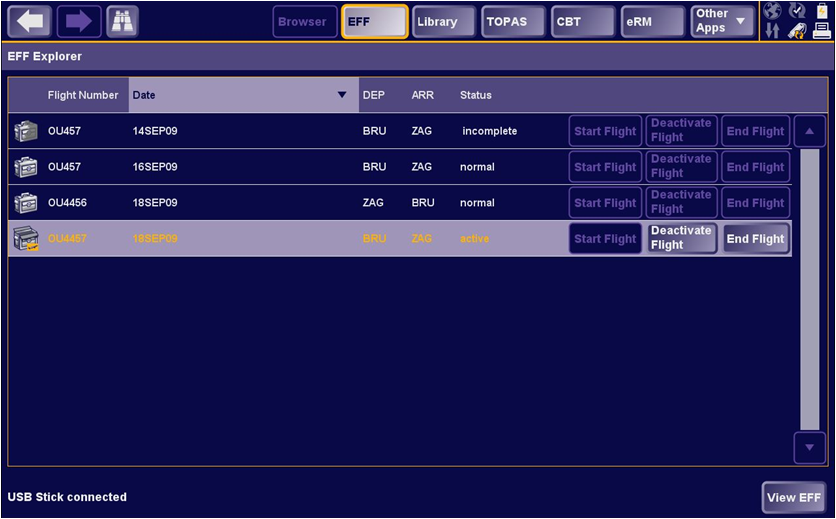 Browser EFF Library TOPAS CBT eRM Other Apps
EFF Explorer
Flight Number Date DEP ARR Status
OU457 14SEP09 BRU ZAG incomplete Start Flight Deactivate Flight End Flight
OU457 16SEP09 BRU ZAG normal Start Flight Deactivate Flight End Flight
OU4456 18SEP09 ZAG BRU normal Start Flight Deactivate Flight End Flight
OU4457 18SEP09 BRU ZAG active Start Flight Deactivate Flight End Flight
USB Stick connected View EFF